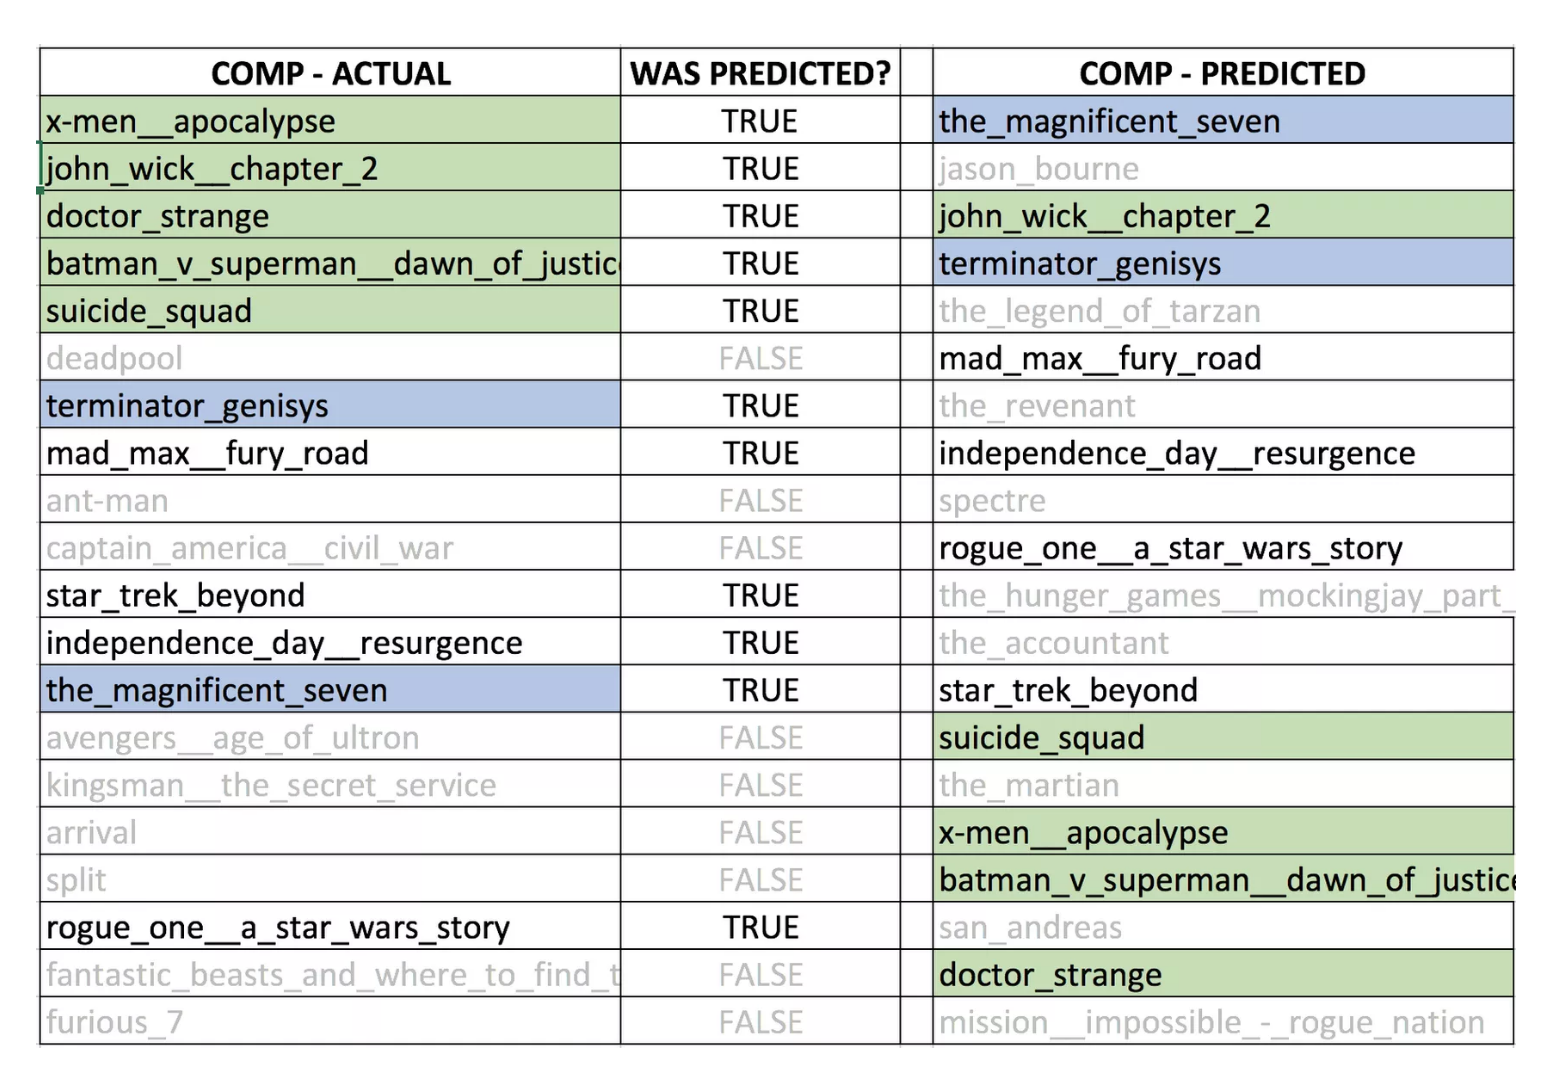 COMP - ACTUAL WAS PREDICTED? COMP - PREDICTED
x-men__apocalypse TRUE the_magnificent_seven
john_wick__chapter_2 TRUE jason_bourne
doctor_strange TRUE john_wick__chapter_2
batman_v_superman__dawn_of_justic TRUE terminator_genisys
suicide_squad TRUE the_legend_of_tarzan
deadpool FALSE mad_max__fury_road
terminator_genisys TRUE the_revenant
mad_max__fury_road TRUE independence_day__resurgence
ant-man FALSE spectre
captain_america__civil_war FALSE rogue_one__a_star_wars_story
star_trek_beyond TRUE the_hunger_games__mockingjay_part_
independence_day__resurgence TRUE the_accountant
the_magnificent_seven TRUE star_trek_beyond
avengers__age_of_ultron FALSE suicide_squad
kingsman__the_secret_service FALSE the_martian
arrival FALSE x-men__apocalypse
split FALSE batman_v_superman__dawn_of_justice
rogue_one__a_star_wars_story TRUE san_andreas
fantastic_beasts_and_where_to_find_t FALSE doctor_strange
furious_7 FALSE mission__impossible_-_rogue_nation